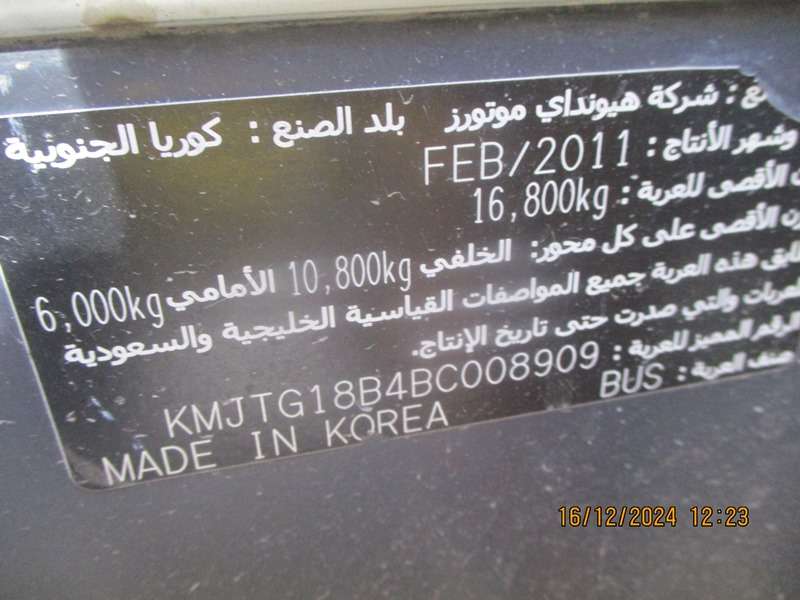 شركة هيونداي موتورز بلد الصنع : كوريا الجنوبية
وشهر الأنتاج : FEB/2011
الأقصى للعربة : 16,800kg
الأقصى على كل محور: الخلفي 10,800kg الأمامي 6,000kg
هذه العربة جميع المواصفات القياسية الخليجية والسعودية
والتي صدرت حتى تاريخ الإنتاج.
الرقم المميز للعربة : KMJTG18B4BC008909
صنف العربة : BUS
MADE IN KOREA
16/12/2024 12:23